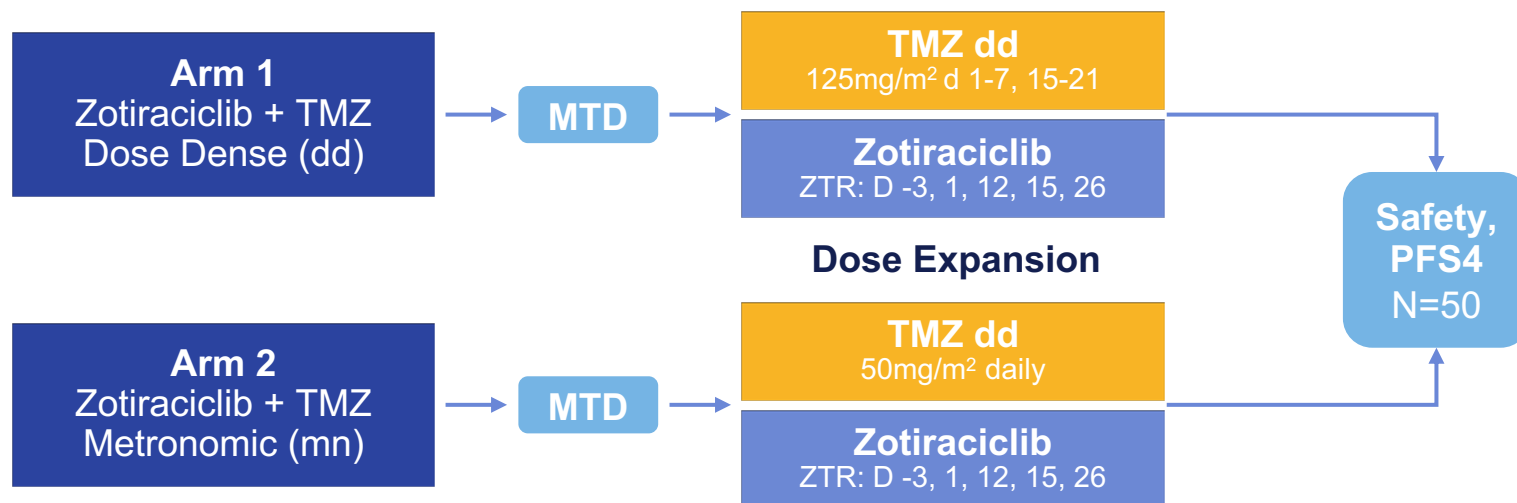 Arm 1
Zotiraciclib + TMZ
Dose Dense (dd)
MTD
TMZ dd
125mg/m² d 1-7, 15-21
Zotiraciclib
ZTR: D -3, 1, 12, 15, 26
Dose Expansion
Safety,
PFS4
N=50
Arm 2
Zotiraciclib + TMZ
Metronomic (mn)
MTD
TMZ dd
50mg/m² daily
Zotiraciclib
ZTR: D -3, 1, 12, 15, 26